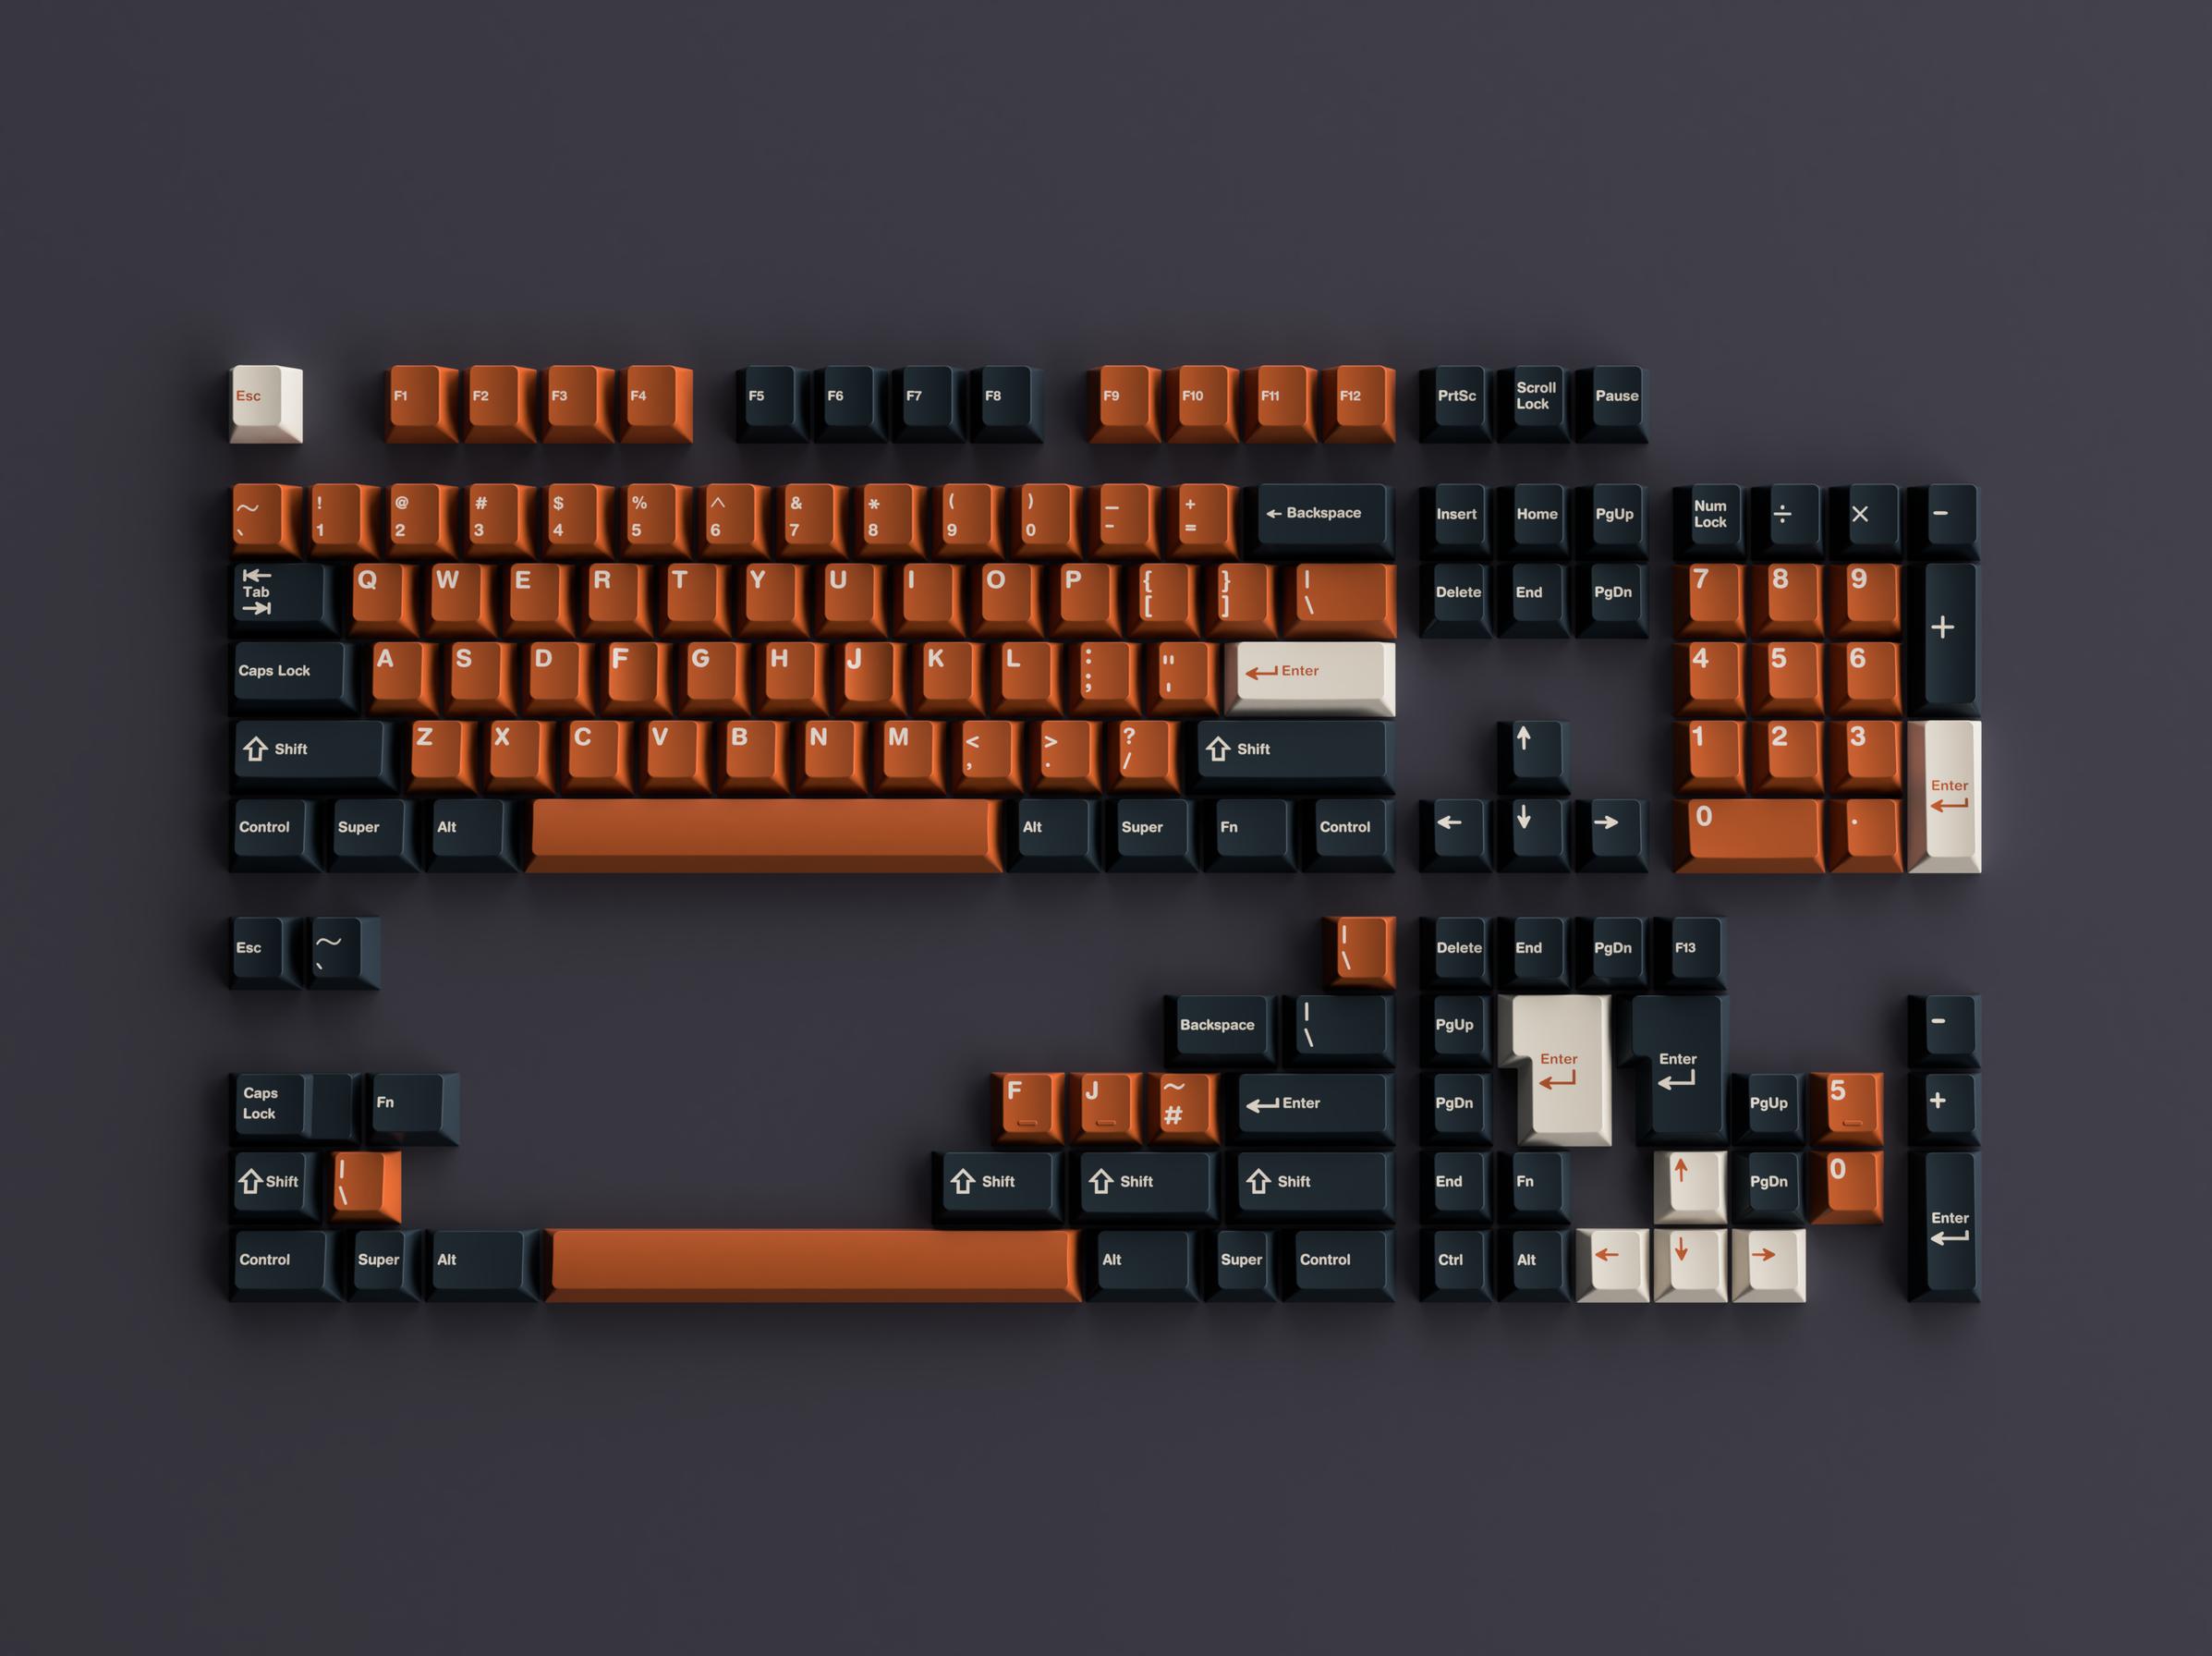 Esc F1 F2 F3 F4 F5 F6 F7 F8 F9 F10 F11 F12 PrtSc Scroll Lock Pause
~ ! @ # $ % ^ & * ( ) — +
` 1 2 3 4 5 6 7 8 9 0 - = ← Backspace Insert Home PgUp Num Lock ÷ × -
Tab Q W E R T Y U I O P { [ } ] | \ Delete End PgDn 7 8 9 +
Caps Lock A S D F G H J K L : ; " ' Enter 4 5 6
Shift Z X C V B N M < , > . ? / Shift ↑ 1 2 3 Enter
Control Super Alt Alt Super Fn Control ← ↓ → 0 .
Esc ~ ` | \ Delete End PgDn F13
Backspace | \ PgUp Enter Enter -
Caps Lock Fn F J ~ # Enter PgDn PgUp 5 +
Shift | \ Shift Shift Shift End Fn ↑ PgDn 0 Enter
Control Super Alt Alt Super Control Ctrl Alt ← ↓ →